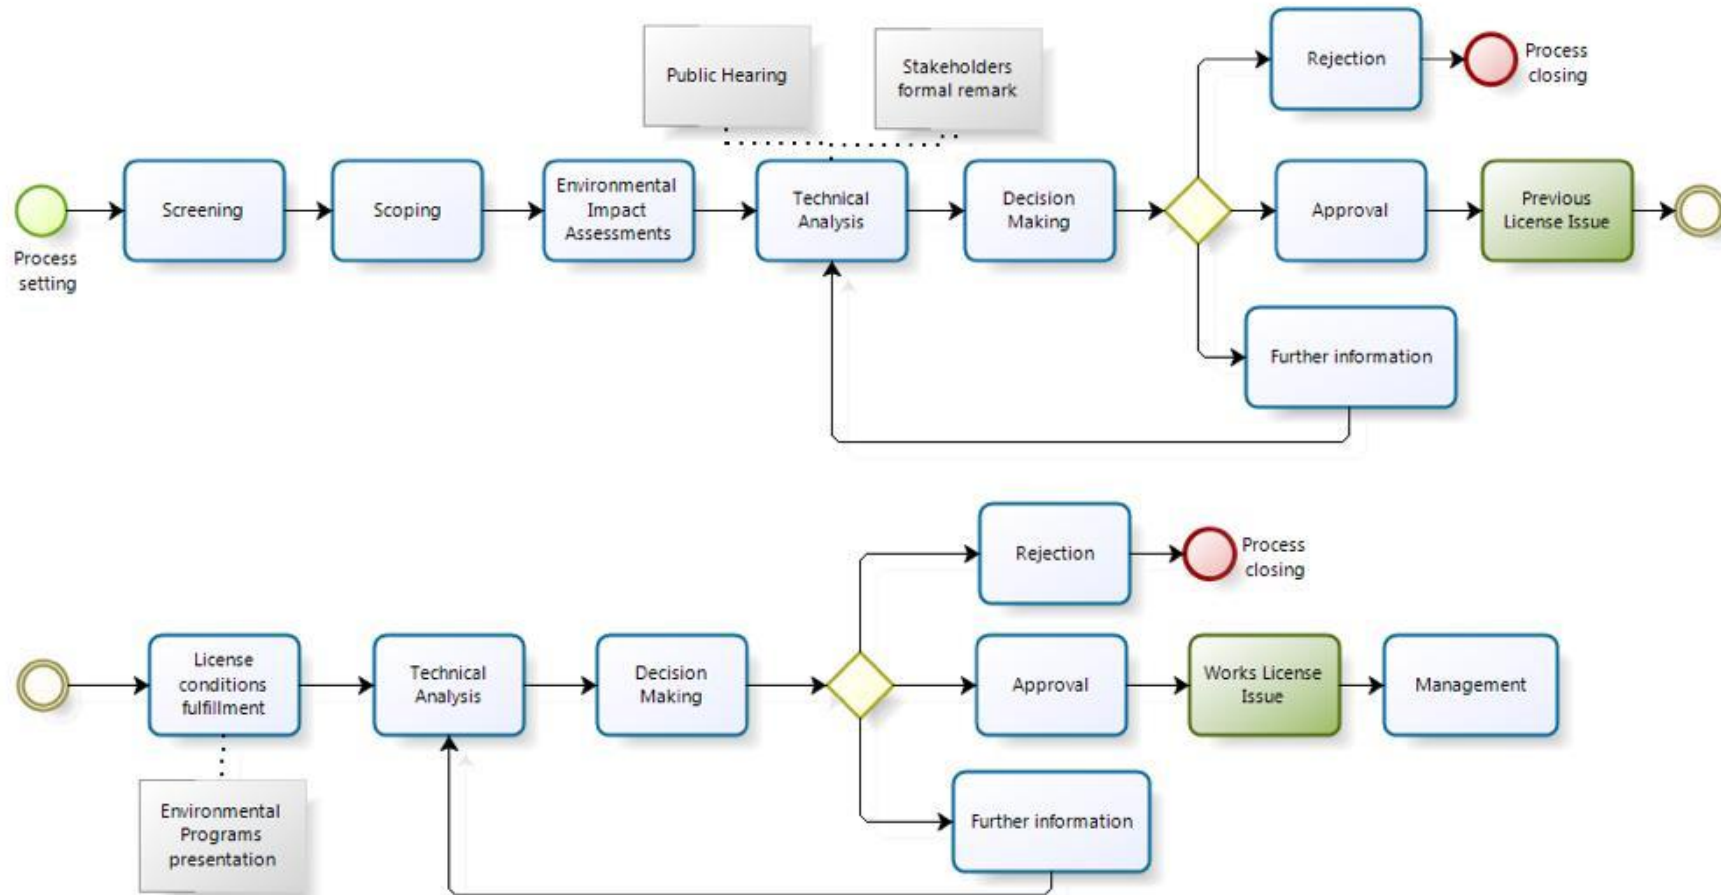 Public Hearing
Stakeholders
formal remark
Rejection
Process
closing
Process
setting
Screening
Scoping
Environmental
Impact
Assessments
Technical
Analysis
Decision
Making
Approval
Previous
License Issue
Further information
Rejection
Process
closing
License
conditions
fulfillment
Technical
Analysis
Decision
Making
Approval
Works License
Issue
Management
Environmental
Programs
presentation
Further information